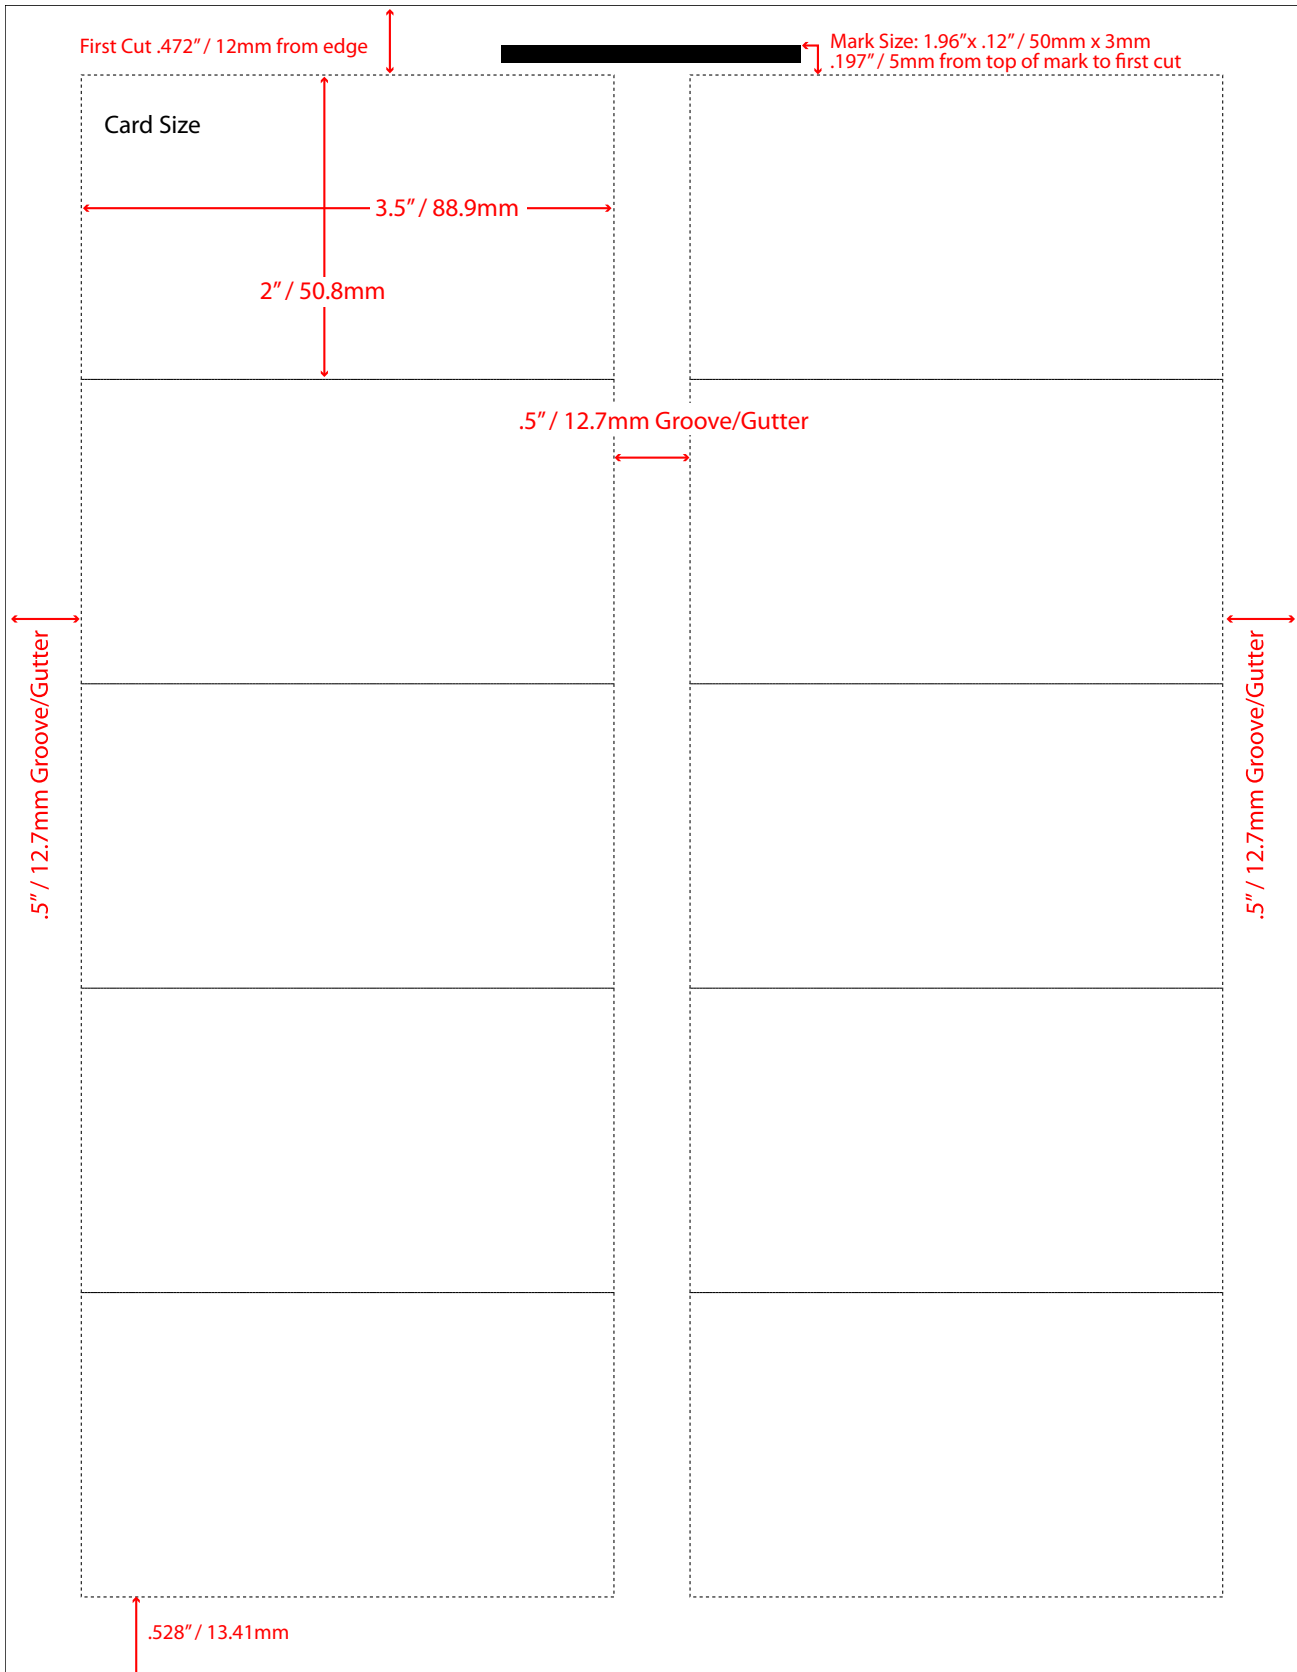 First Cut .472” / 12mm from edge
Mark Size: 1.96”x .12” / 50mm x 3mm
.197” / 5mm from top of mark to first cut
Card Size
3.5” / 88.9mm
2” / 50.8mm
.5” / 12.7mm Groove/Gutter
.5” / 12.7mm Groove/Gutter
.5” / 12.7mm Groove/Gutter
.528” / 13.41mm